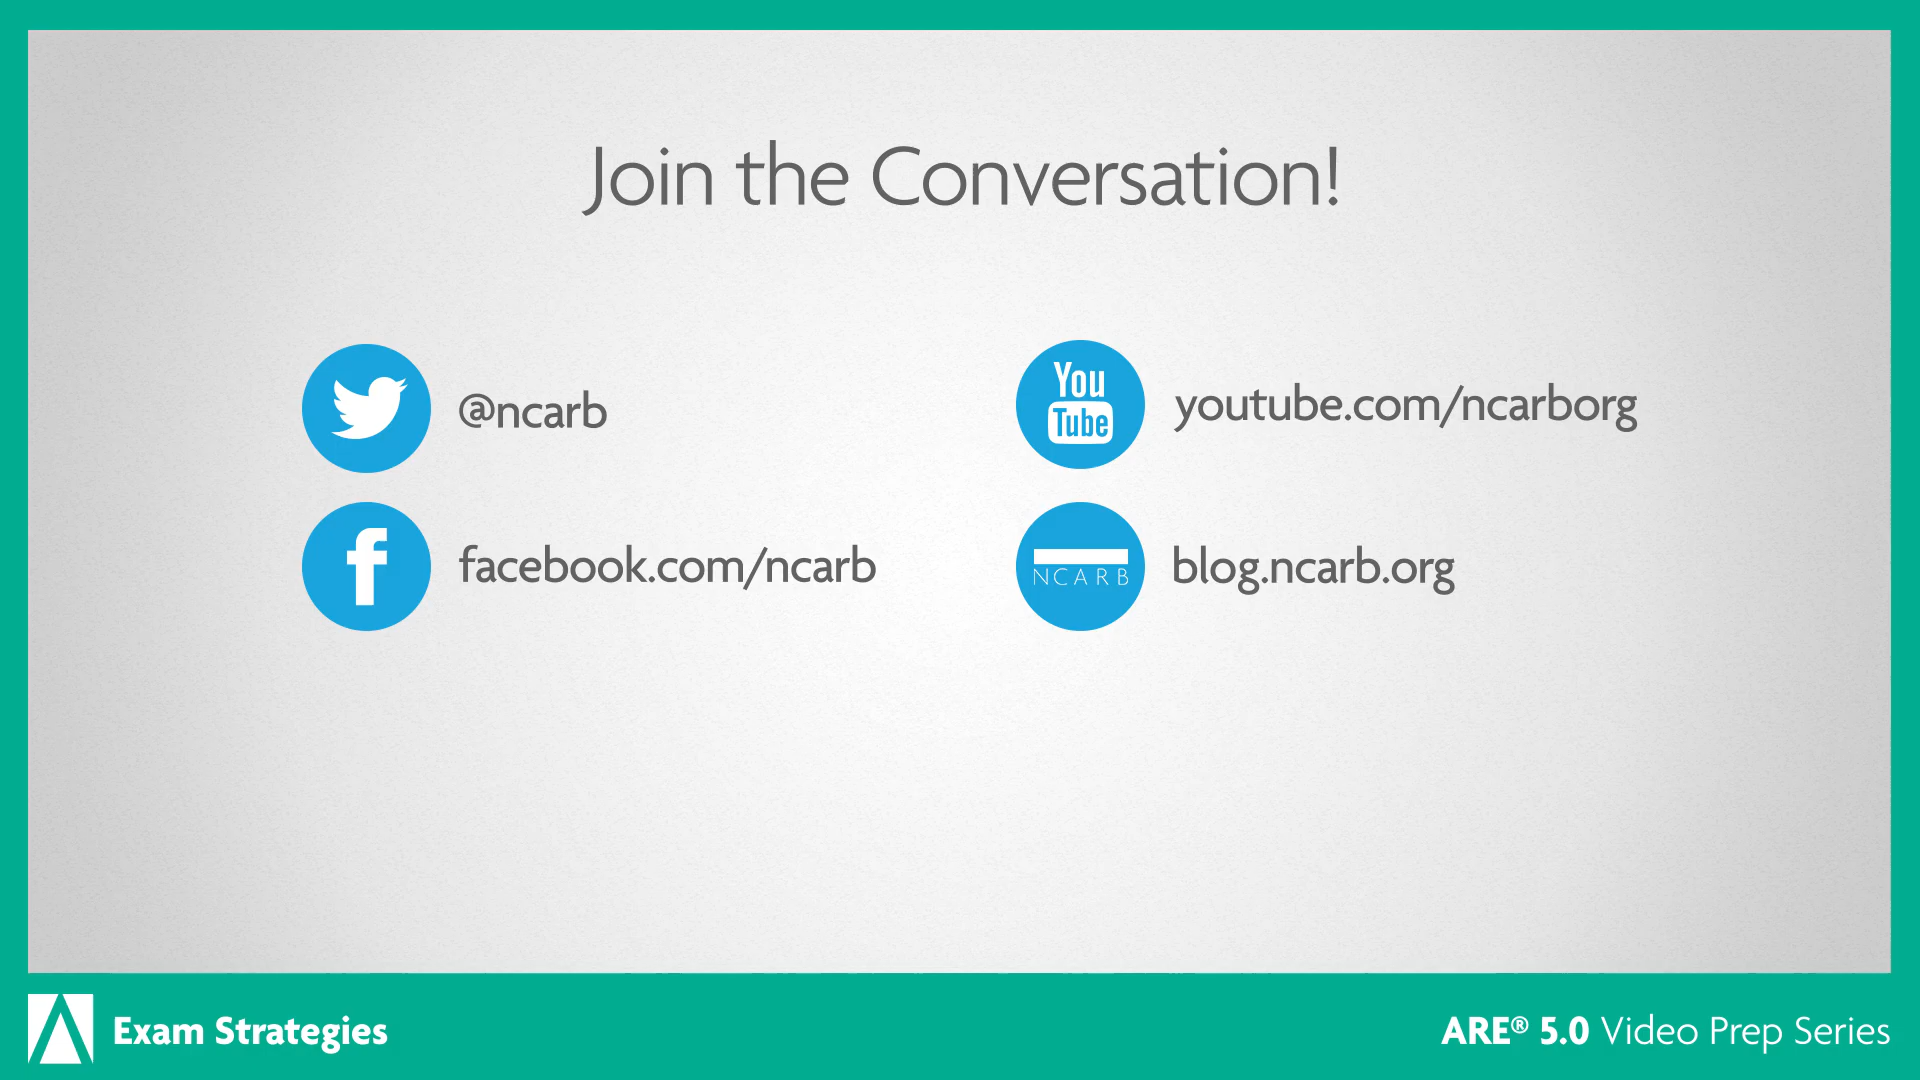 Join the Conversation!
@ncarb
You
Tube
youtube.com/ncarborg
f
facebook.com/ncarb
NCARB
blog.ncarb.org
Exam Strategies
ARE® 5.0 Video Prep Series